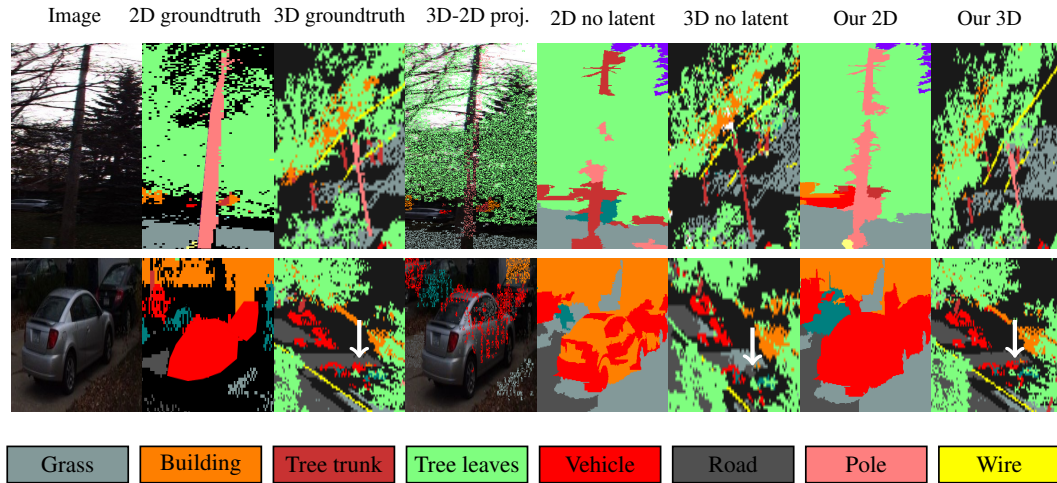 Image 2D groundtruth 3D groundtruth 3D-2D proj. 2D no latent 3D no latent Our 2D Our 3D
Grass Building Tree trunk Tree leaves Vehicle Road Pole Wire